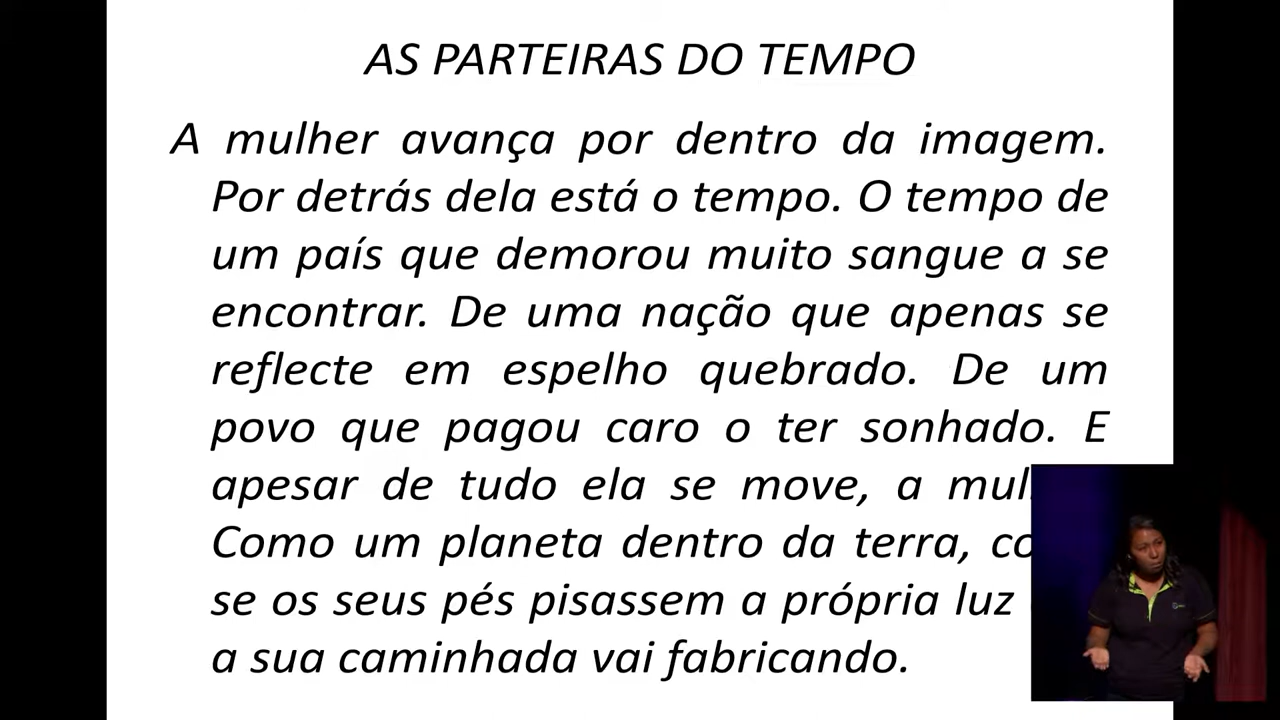 AS PARTEIRAS DO TEMPO
A mulher avança por dentro da imagem.
Por detrás dela está o tempo. O tempo de
um país que demorou muito sangue a se
encontrar. De uma nação que apenas se
reflecte em espelho quebrado. De um
povo que pagou caro o ter sonhado. E
apesar de tudo ela se move, a
Como um planeta dentro da terra,
se os seus pés pisassem a própria luz
a sua caminhada vai fabricando.